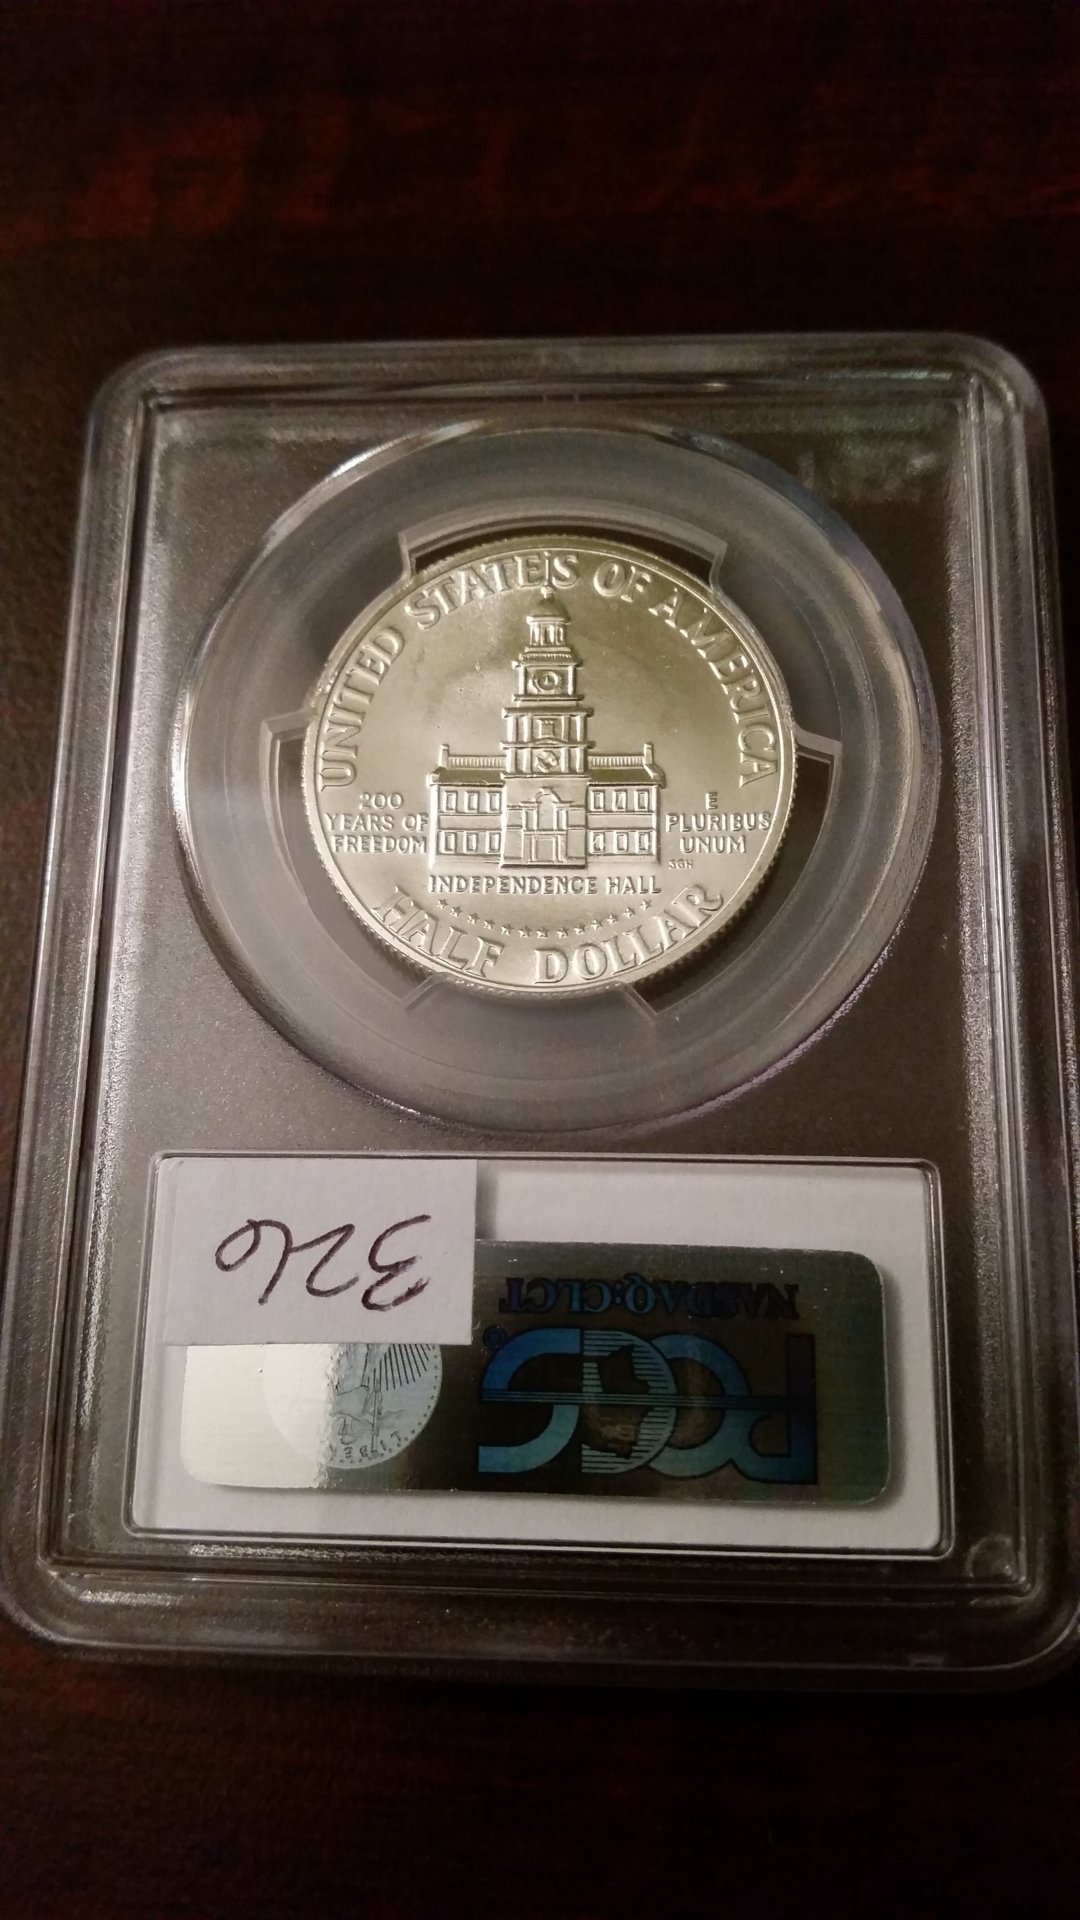 UNITED STATES OF AMERICA
200
YEARS OF
FREEDOM
E
PLURIBUS
UNUM
SGH
INDEPENDENCE HALL
HALF DOLLAR
326
NASDAQ:CLCT
PCGS